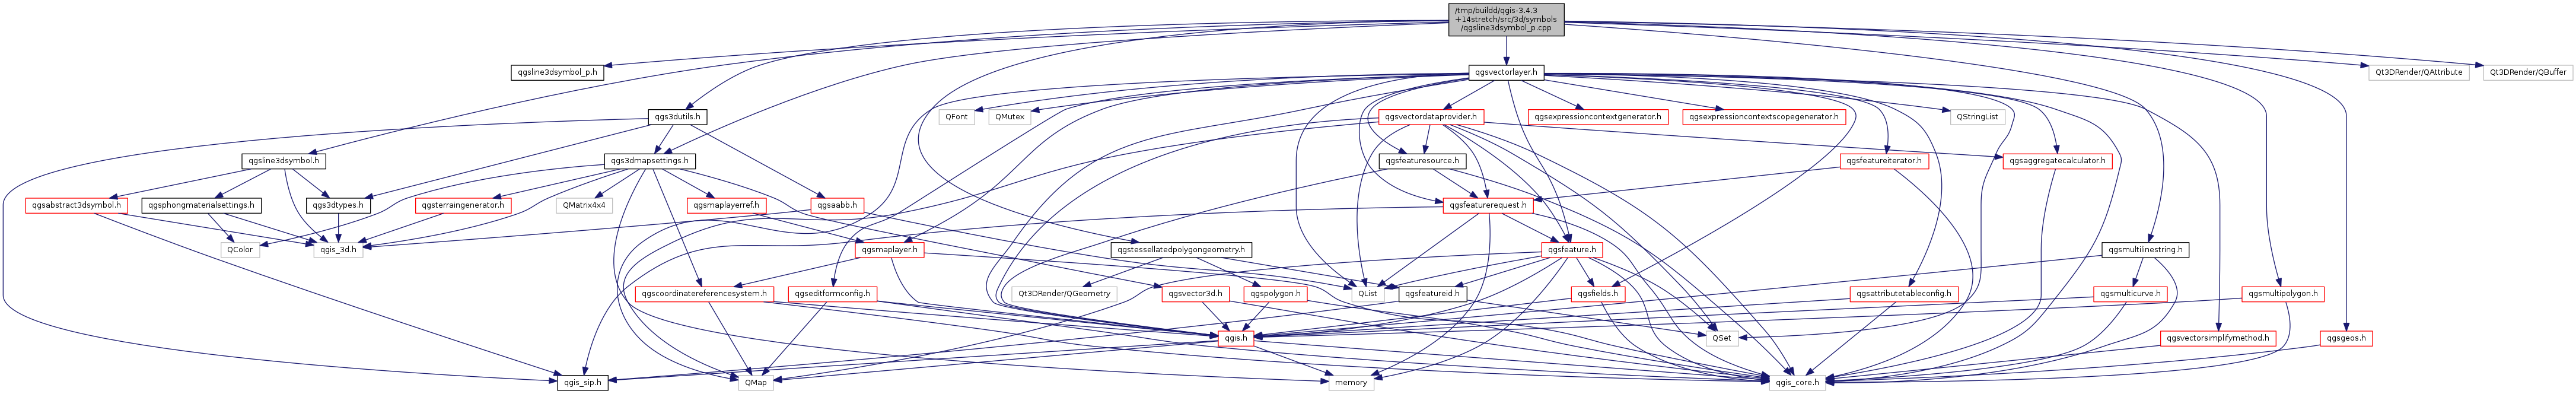 /tmp/buildd/qgis-3.4.3
+14stretch/src/3d/symbols
/qgsline3dsymbol_p.cpp
qgsline3dsymbol_p.h
qgsvectorlayer.h
Qt3DRender/QAttribute
Qt3DRender/QBuffer
qgs3dutils.h
QFont
QMutex
qgsvectordataprovider.h
qgsexpressioncontextgenerator.h
qgsexpressioncontextscopegenerator.h
QStringList
qgsline3dsymbol.h
qgs3dmapsettings.h
qgsfeaturesource.h
qgsfeatureiterator.h
qgsaggregatecalculator.h
qgsabstract3dsymbol.h
qgsphongmaterialsettings.h
qgs3dtypes.h
qgsterraingenerator.h
QMatrix4x4
qgsmaplayerref.h
qgsaabb.h
qgsfeaturerequest.h
QColor
qgis_3d.h
qgsmaplayer.h
qgstessellatedpolygongeometry.h
qgsfeature.h
qgsmultilinestring.h
qgscoordinatereferencesystem.h
qgseditformconfig.h
Qt3DRender/QGeometry
qgsvector3d.h
qgspolygon.h
QList
qgsfeatureid.h
qgsfields.h
qgsattributetableconfig.h
qgsmulticurve.h
qgsmultipolygon.h
qgis.h
QSet
qgsvectorsimplifymethod.h
qgsgeos.h
qgis_sip.h
memory
QMap
qgis_core.h